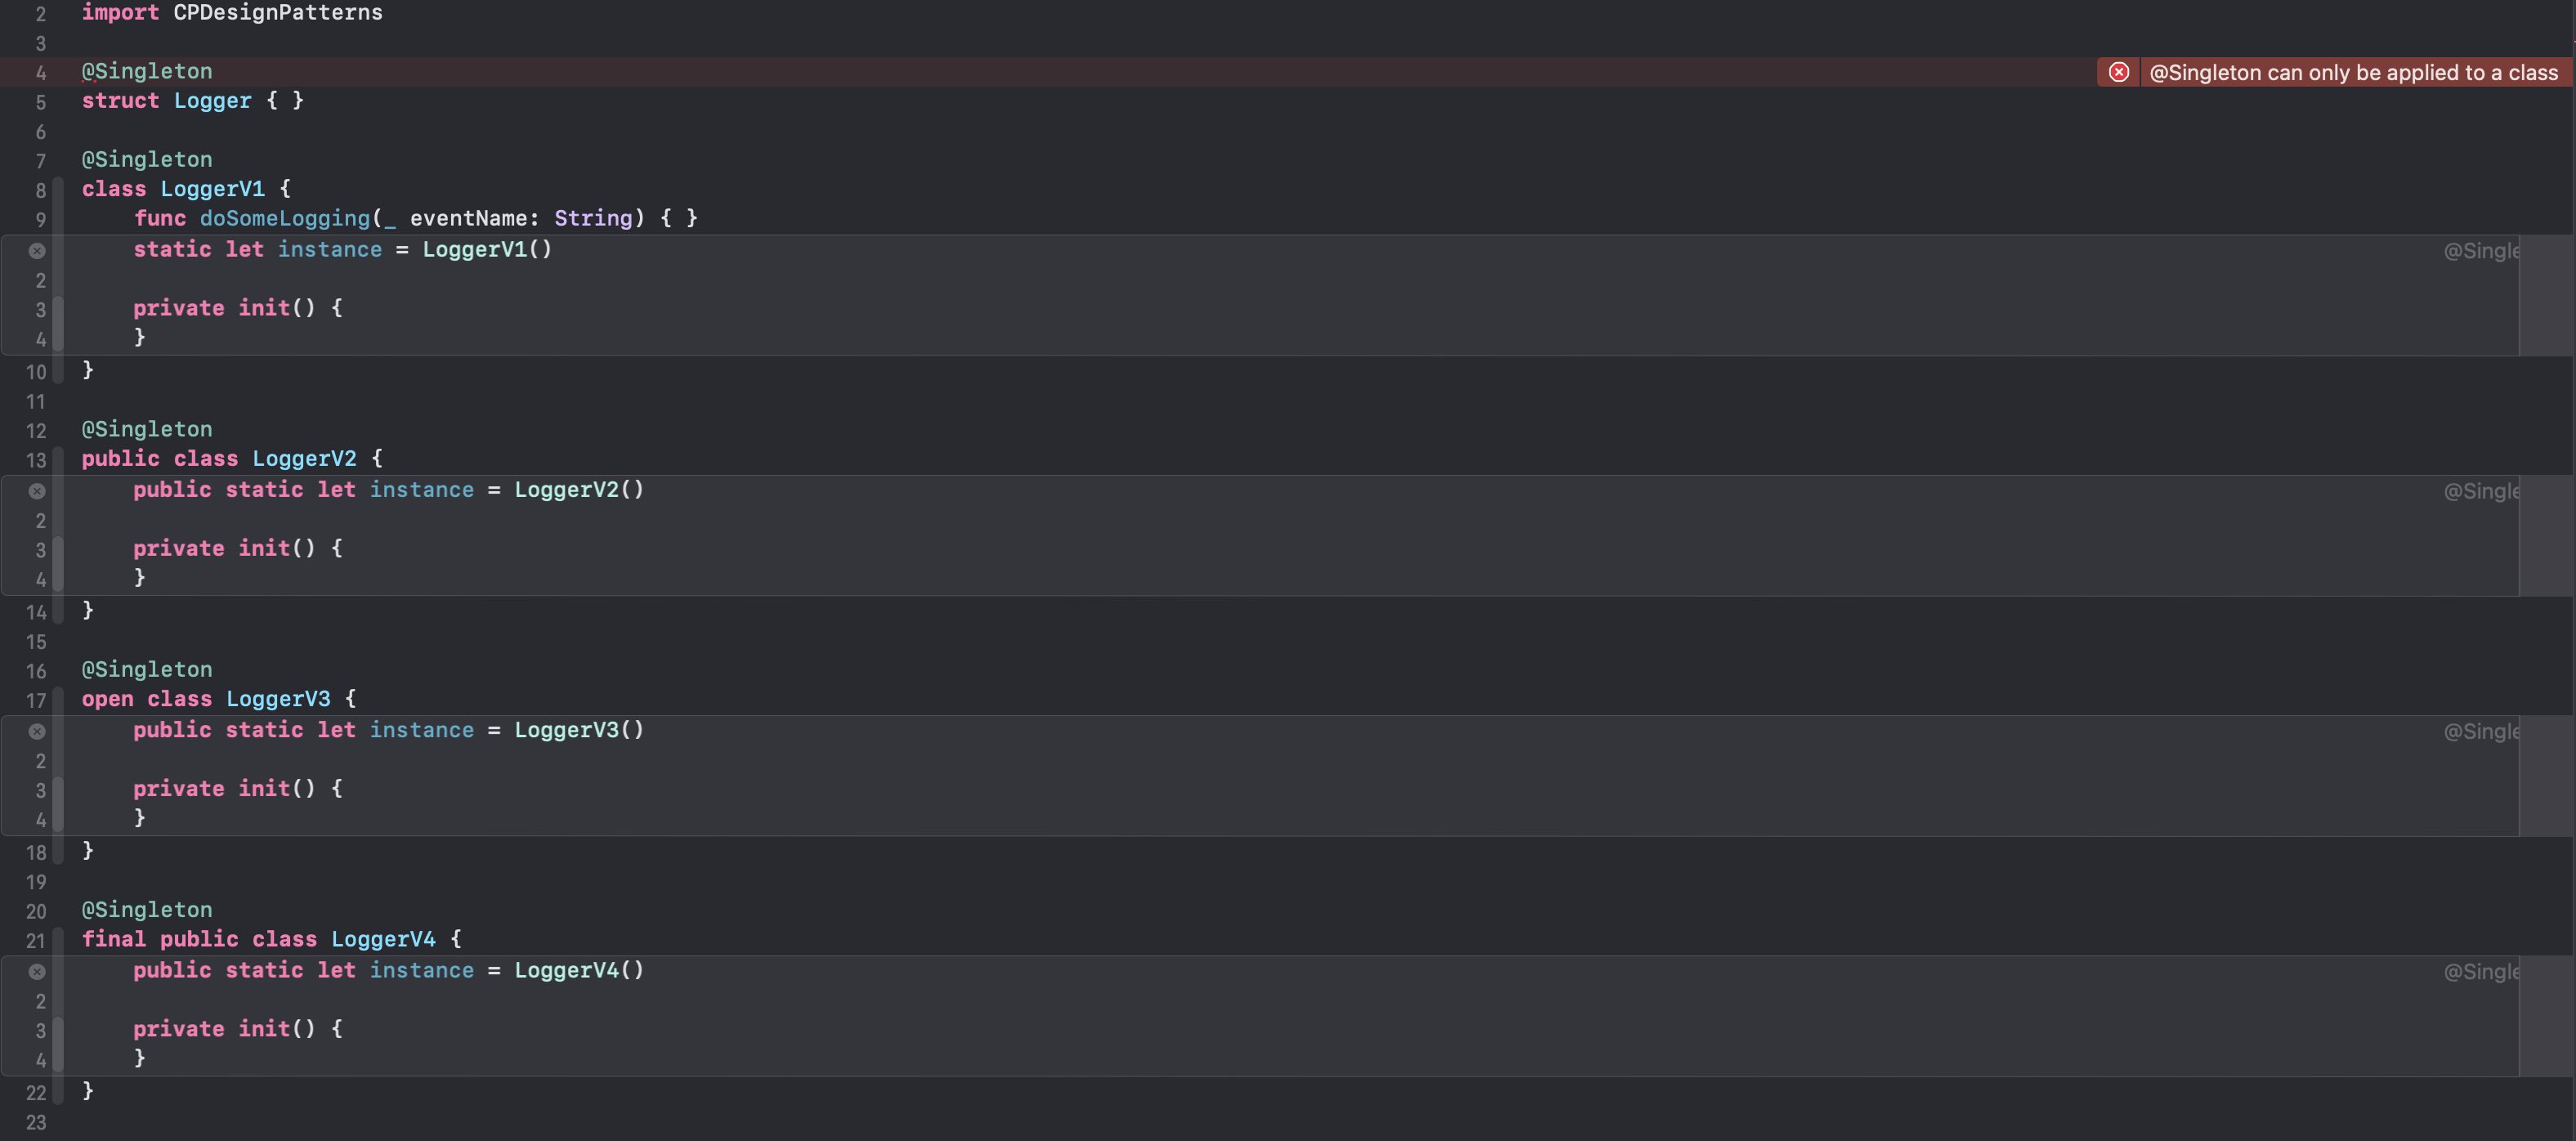 2 import CPDesignPatterns
3
4 @Singleton @Singleton can only be applied to a class
5 struct Logger { }
6
7 @Singleton
8 class LoggerV1 {
9 func doSomeLogging(_ eventName: String) { }
static let instance = LoggerV1() @Single
2
3 private init() {
4 }
10 }
11
12 @Singleton
13 public class LoggerV2 {
public static let instance = LoggerV2() @Single
2
3 private init() {
4 }
14 }
15
16 @Singleton
17 open class LoggerV3 {
public static let instance = LoggerV3() @Single
2
3 private init() {
4 }
18 }
19
20 @Singleton
21 final public class LoggerV4 {
public static let instance = LoggerV4() @Single
2
3 private init() {
4 }
22 }
23